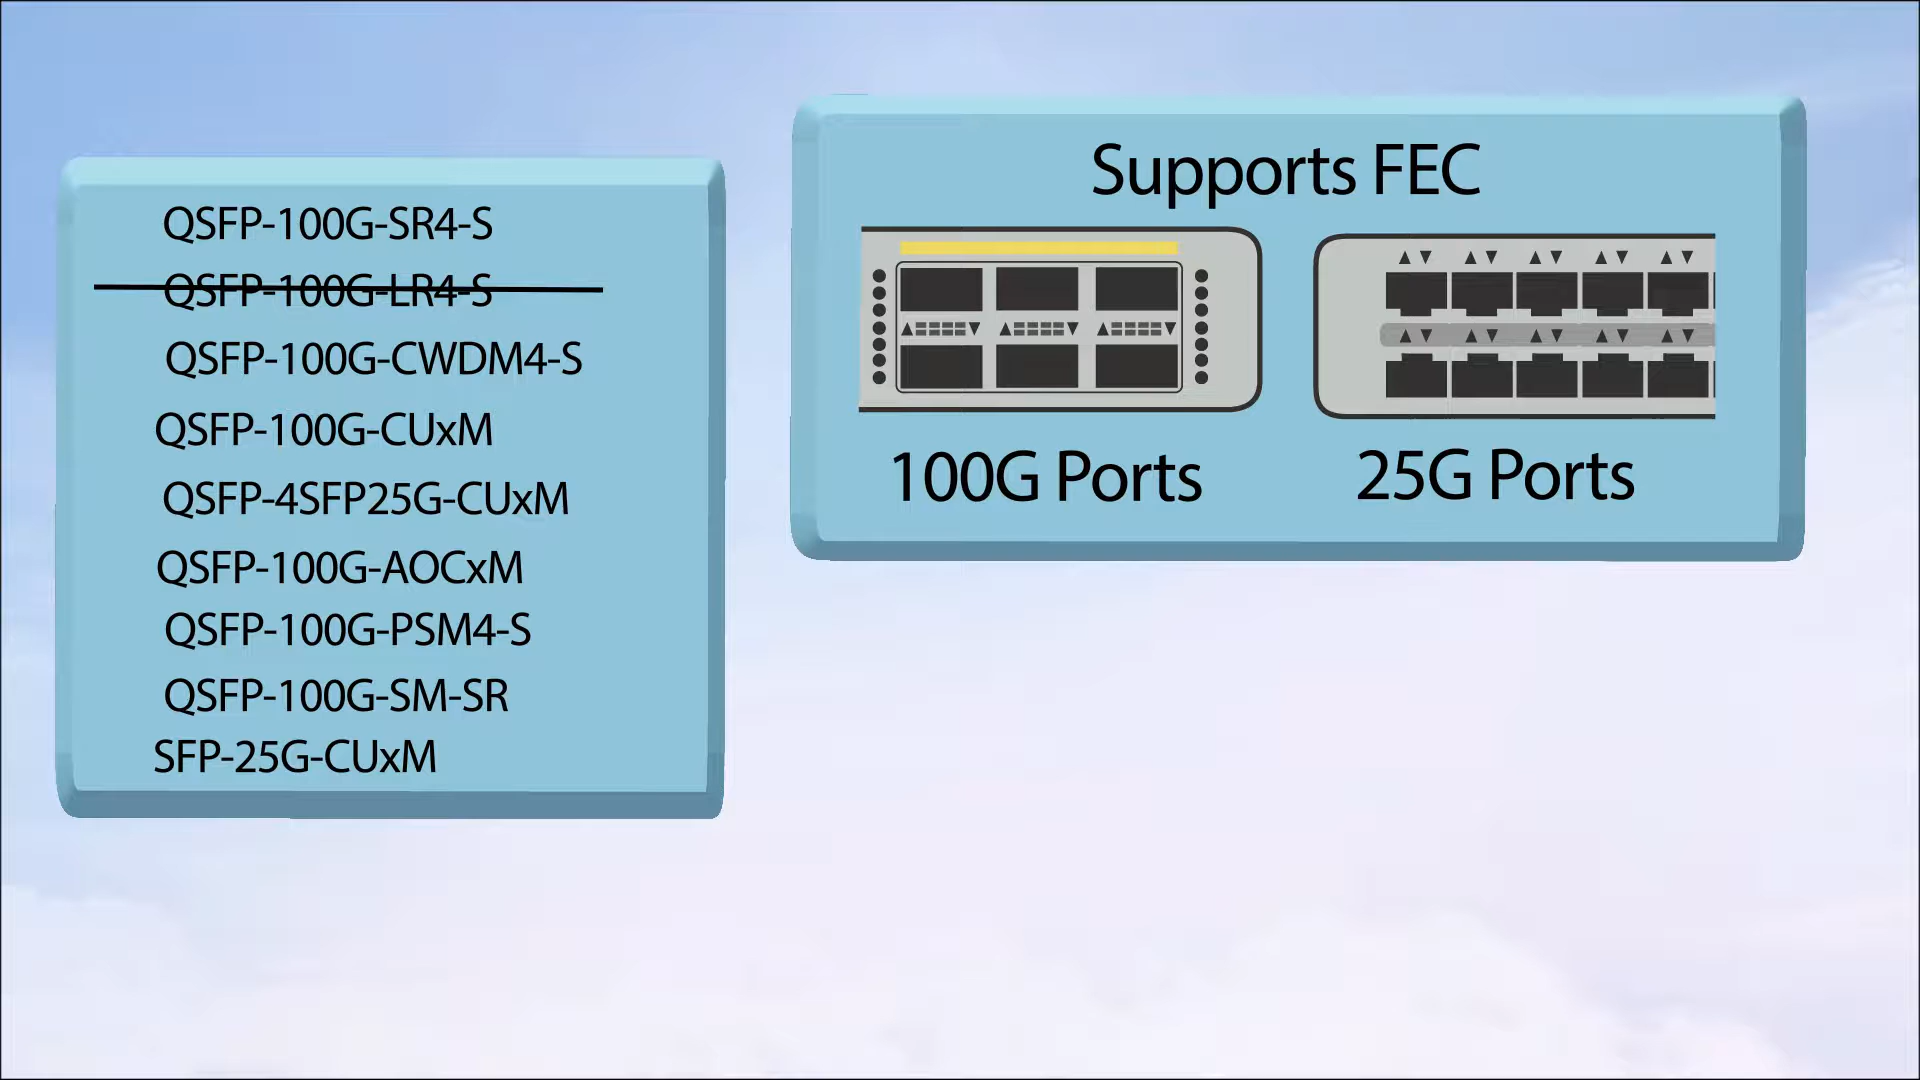 QSFP-100G-SR4-S
QSFP-100G-LR4-S
QSFP-100G-CWDM4-S
QSFP-100G-CUxM
QSFP-4SFP25G-CUxM
QSFP-100G-AOCxM
QSFP-100G-PSM4-S
QSFP-100G-SM-SR
SFP-25G-CUxM
Supports FEC
100G Ports
25G Ports